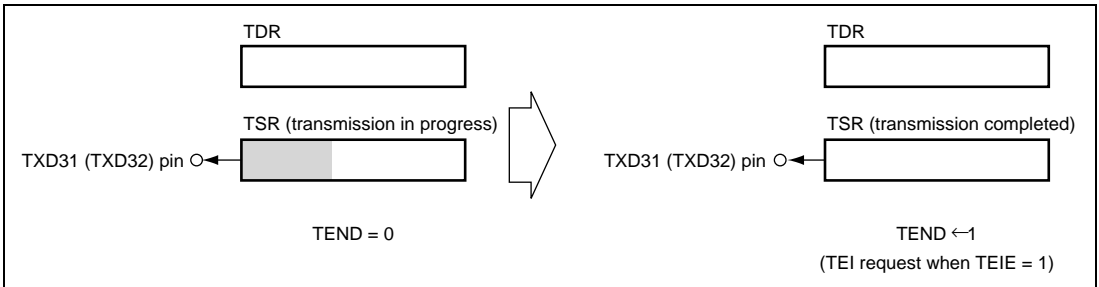 TDR
TSR (transmission in progress)
TXD31 (TXD32) pin
TEND = 0
TDR
TSR (transmission completed)
TXD31 (TXD32) pin
TEND ←1
(TEI request when TEIE = 1)